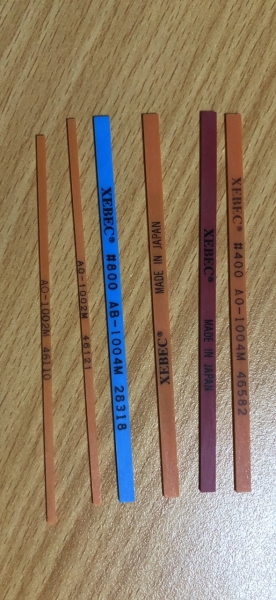 AO-1002M 46110
AO-1002M 46121
XEBEC® #800 AB-1004M 28318
XEBEC® MADE IN JAPAN
XEBEC® MADE IN JAPAN
XEBEC® #400 AO-1004M 46582